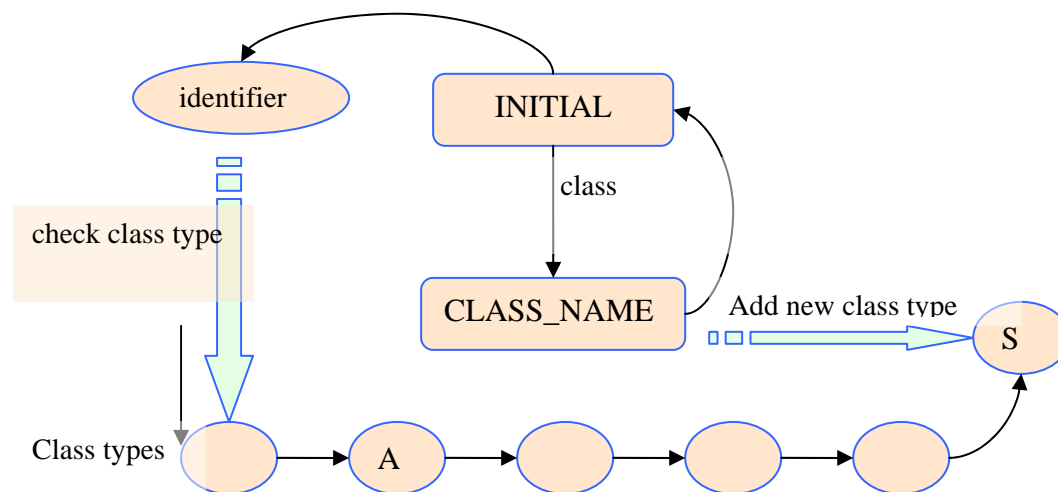 identifier
INITIAL
class
check class type
CLASS_NAME
Add new class type
S
Class types
A